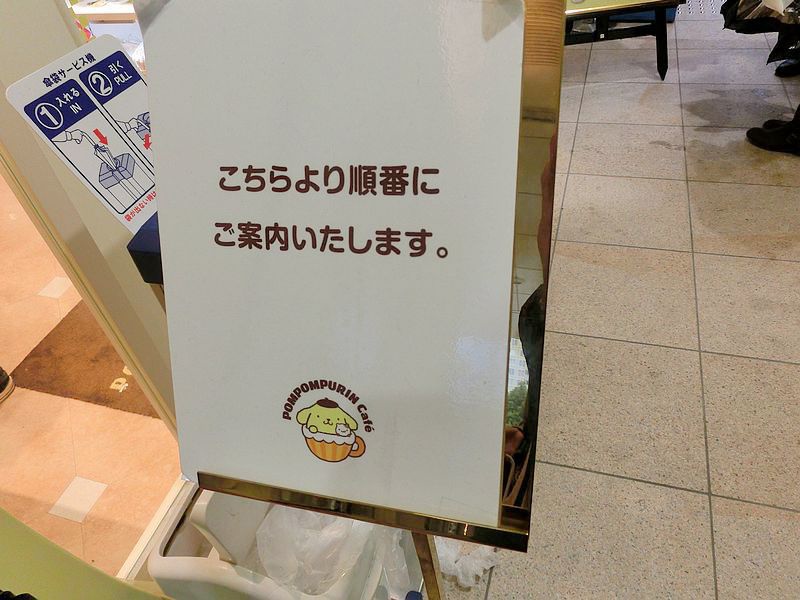 傘袋サービス機
① 入れる IN
② 引く PULL
こちらより順番に
ご案内いたします。
POMPOMPURIN Café